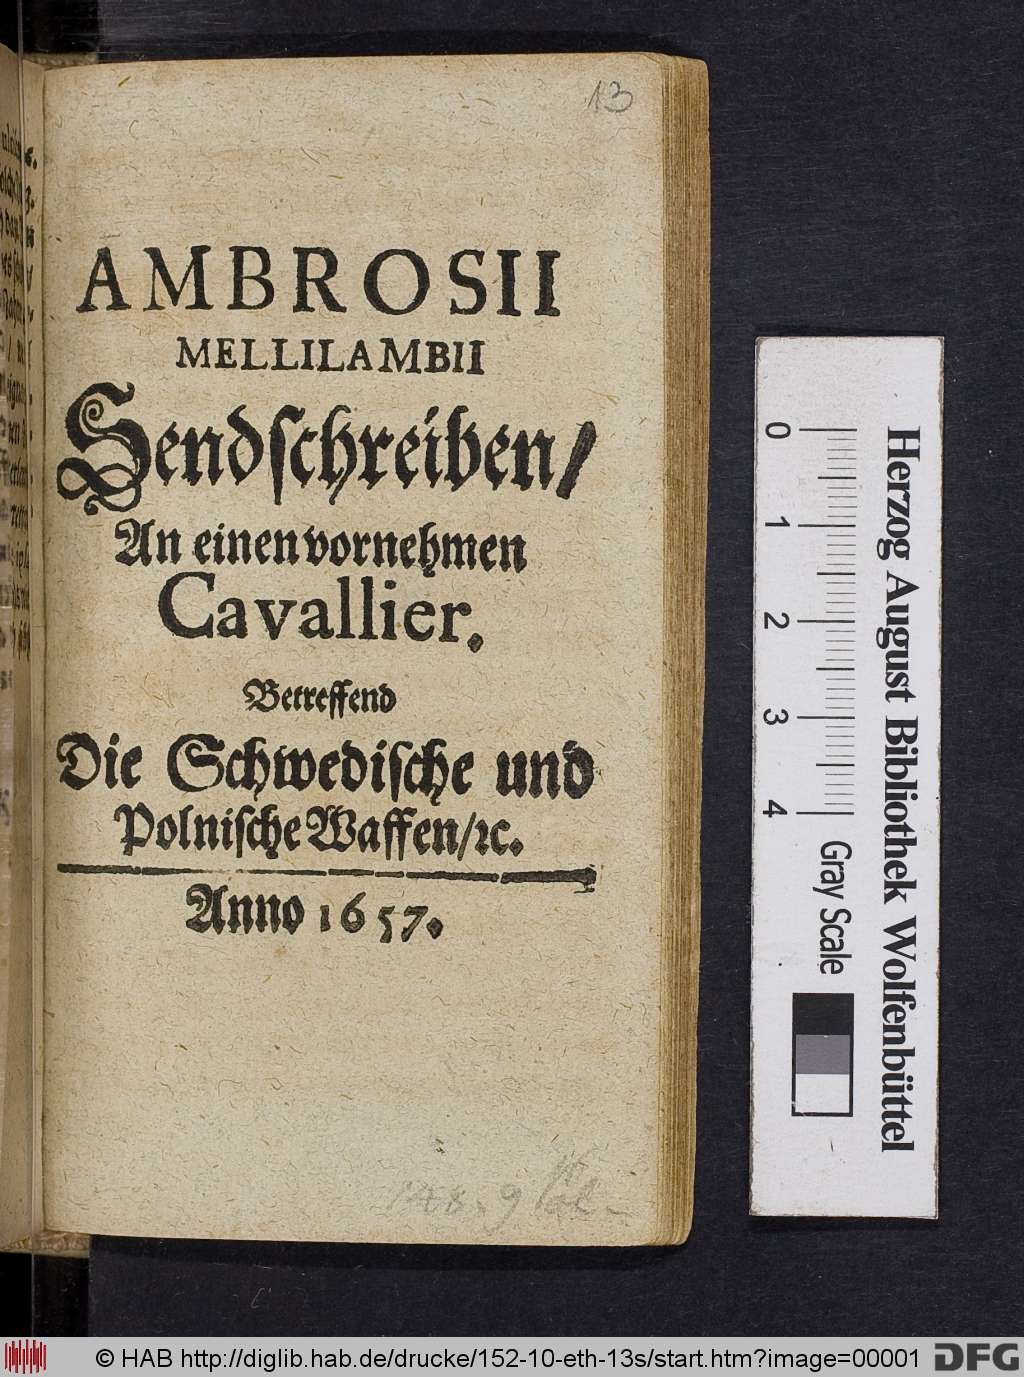 13
AMBROSII
MELLILAMBII
Sendschreiben/
An einen vornehmen
Cavallier.
Betreffend
Die Schwedische und
Polnische Waffen/ꝛc.
Anno 1657.
0
1
2
3
4
Gray Scale
Herzog August Bibliothek Wolfenbüttel
© HAB http://diglib.hab.de/drucke/152-10-eth-13s/start.htm?image=00001
DFG